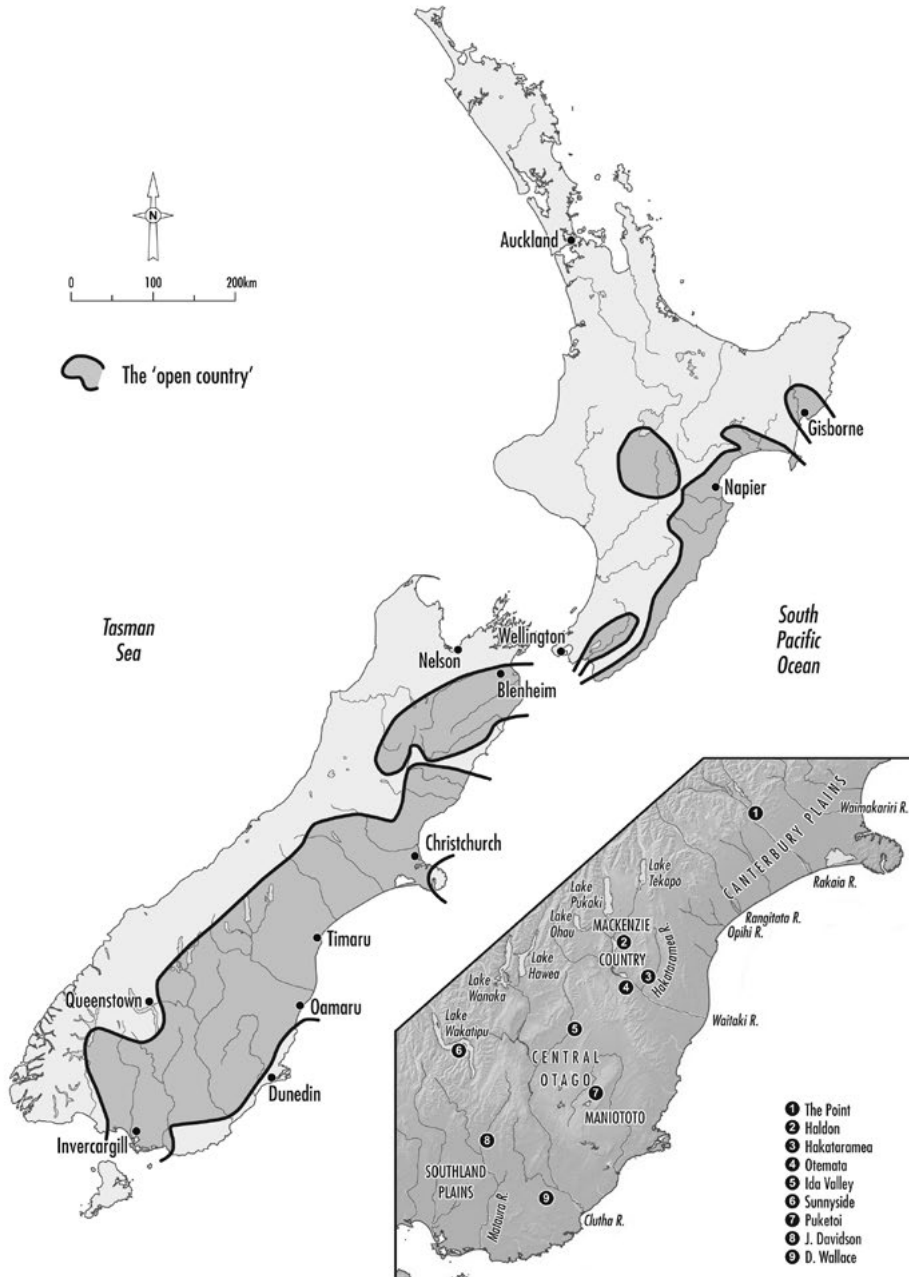 N
0
100
200km
The 'open country'
Auckland
Gisborne
Napier
Tasman
Sea
South
Pacific
Ocean
Wellington
Nelson
Blenheim
Christchurch
Timaru
Queenstown
Oamaru
Dunedin
Invercargill
1
CANTERBURY PLAINS
Waimakariri R.
Rakaia R.
Rangitata R.
Opihi R.
Lake
Tekapo
Lake
Pukaki
Lake
Ohau
MACKENZIE
2
COUNTRY
3
4
Hakataramea R.
Lake
Hawea
Lake
Wanaka
Waitaki R.
Lake
Wakatipu
6
5
CENTRAL
OTAGO
7
MANIOTOTO
8
SOUTHLAND
PLAINS
Mataura R.
9
Clutha R.
1 The Point
2 Haldon
3 Hakataramea
4 Otemata
5 Ida Valley
6 Sunnyside
7 Puketoi
8 J. Davidson
9 D. Wallace